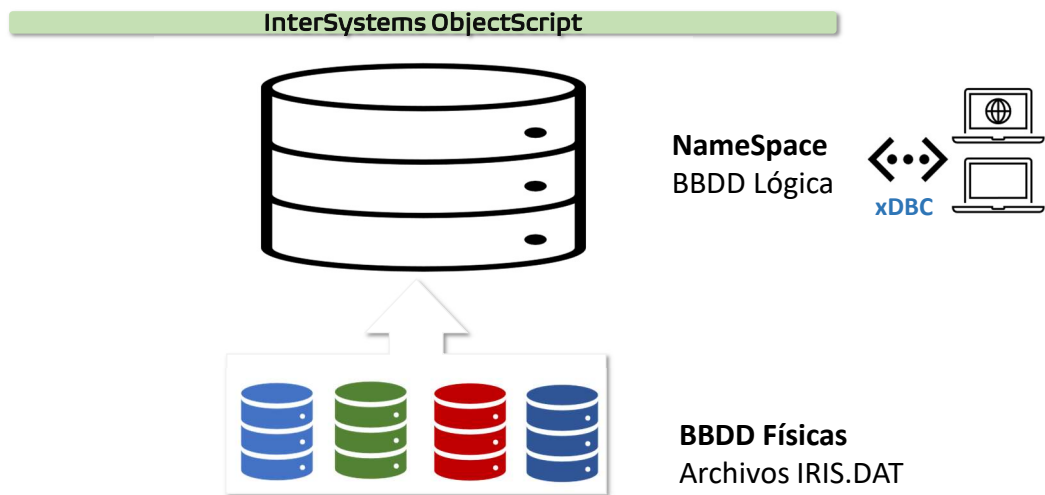 InterSystems ObjectScript
NameSpace
BBDD Lógica
xDBC
BBDD Físicas
Archivos IRIS.DAT